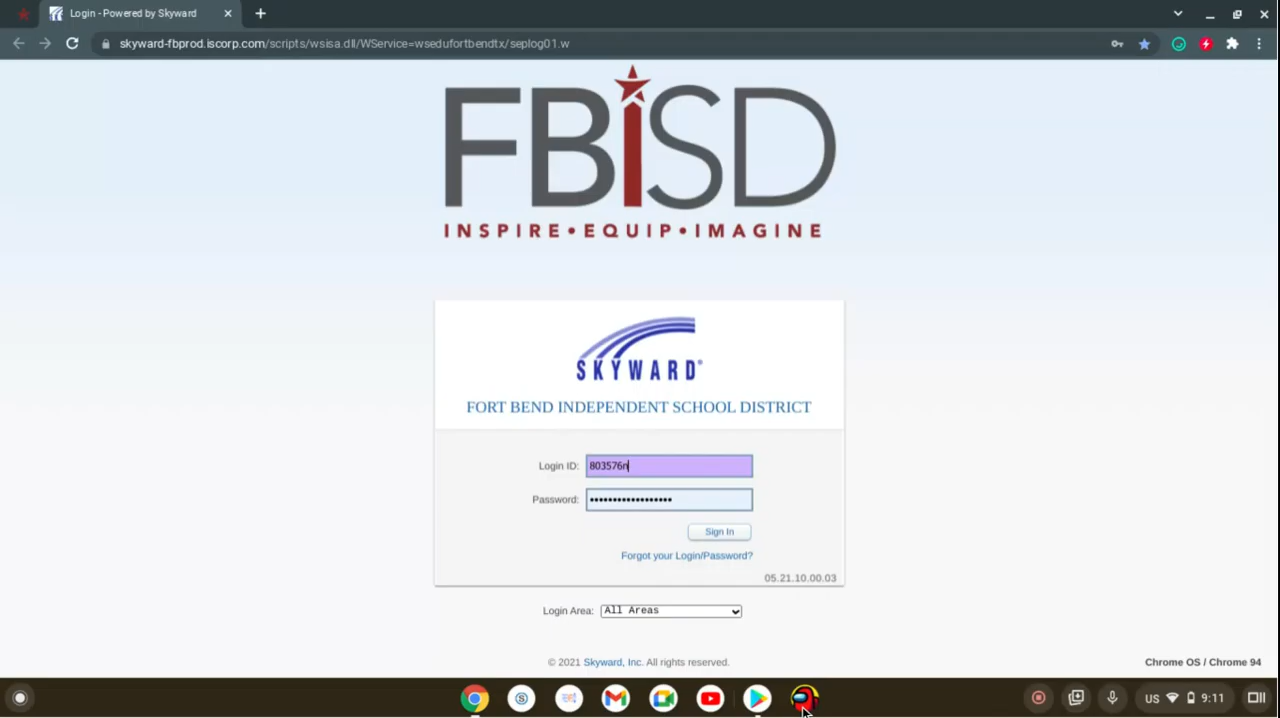 Login - Powered by Skyward
skyward-fbprod.iscorp.com/scripts/wsisa.dll/WService=wsedufortbendtx/seplog01.w
FBiSD
INSPIRE•EQUIP•IMAGINE
SKYWARD®
FORT BEND INDEPENDENT SCHOOL DISTRICT
Login ID: 803576n
Password: ••••••••••••••••••
Sign In
Forgot your Login/Password?
05.21.10.00.03
Login Area: All Areas
© 2021 Skyward, Inc. All rights reserved.
Chrome OS / Chrome 94
US 9:11